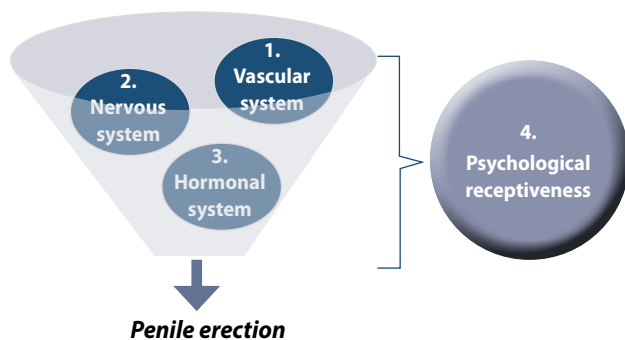 1.
Vascular
system
2.
Nervous
system
3.
Hormonal
system
4.
Psychological
receptiveness
Penile erection